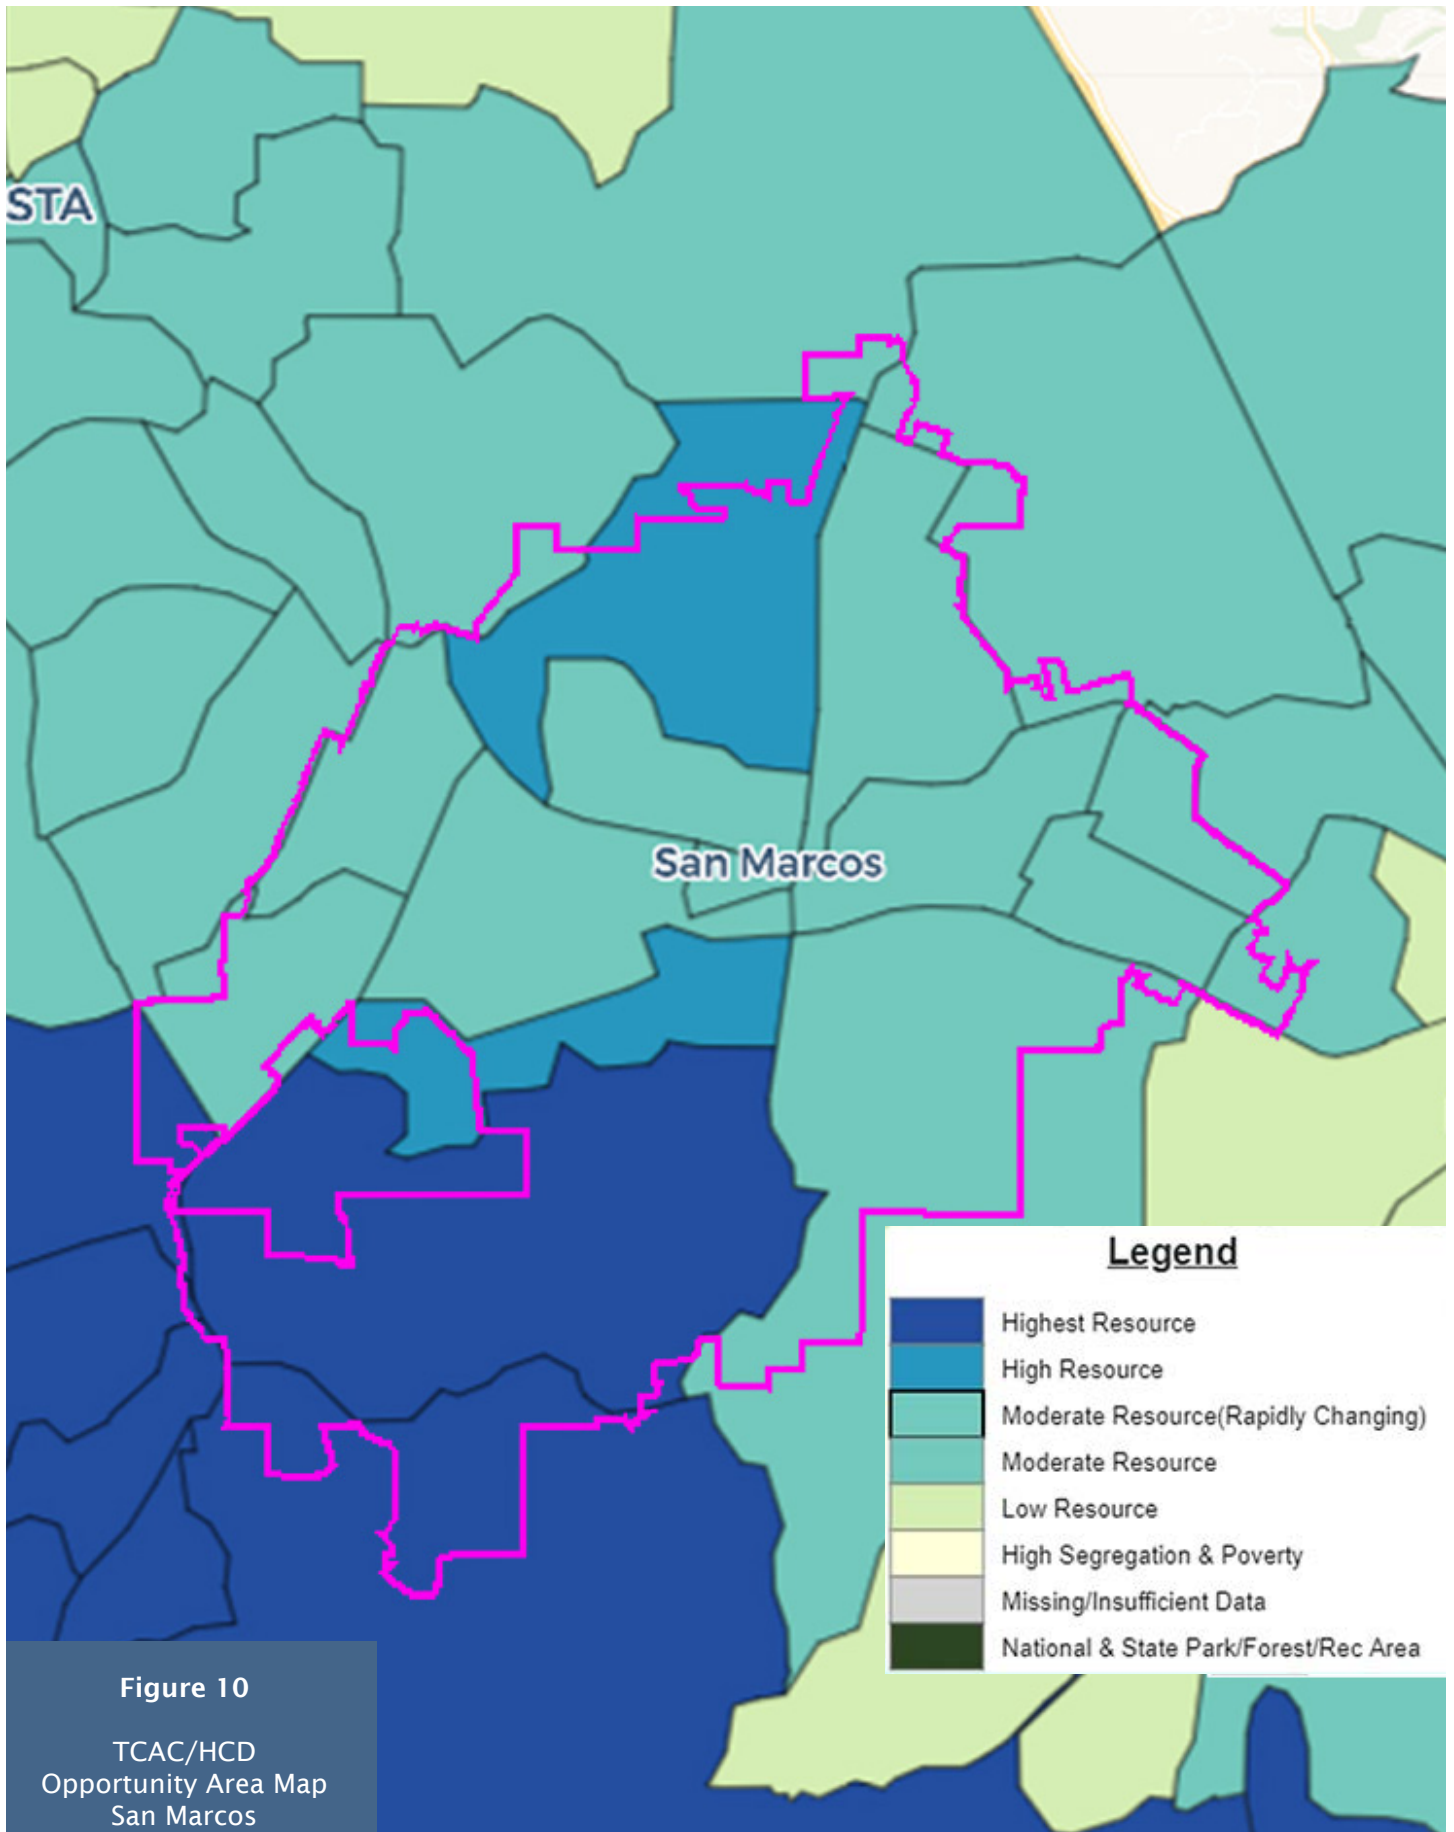 STA
San Marcos
Legend
Highest Resource
High Resource
Moderate Resource(Rapidly Changing)
Moderate Resource
Low Resource
High Segregation & Poverty
Missing/Insufficient Data
National & State Park/Forest/Rec Area
Figure 10
TCAC/HCD
Opportunity Area Map
San Marcos